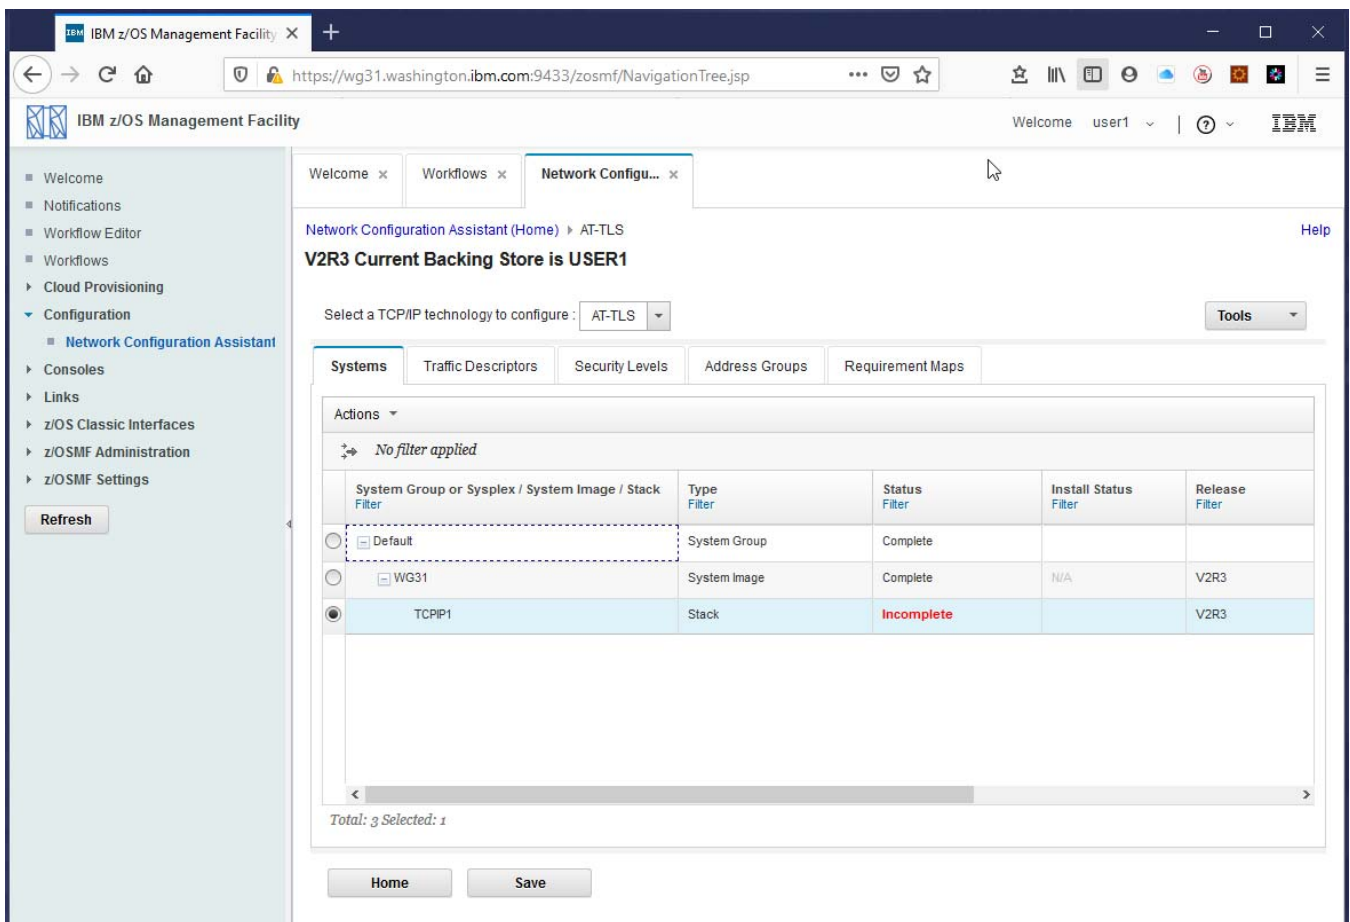 IBM IBM z/OS Management Facility
https://wg31.washington.ibm.com:9433/zosmf/NavigationTree.jsp
IBM z/OS Management Facility
Welcome user1
IBM
Welcome
Notifications
Workflow Editor
Workflows
Cloud Provisioning
Configuration
Network Configuration Assistant
Consoles
Links
z/OS Classic Interfaces
z/OSMF Administration
z/OSMF Settings
Refresh
Welcome Workflows Network Configu...
Network Configuration Assistant (Home) AT-TLS Help
V2R3 Current Backing Store is USER1
Select a TCP/IP technology to configure : AT-TLS Tools
Systems Traffic Descriptors Security Levels Address Groups Requirement Maps
Actions
No filter applied
System Group or Sysplex / System Image / Stack Type Status Install Status Release
Filter Filter Filter Filter Filter
Default System Group Complete
WG31 System Image Complete N/A V2R3
TCPIP1 Stack Incomplete V2R3
Total: 3 Selected: 1
Home Save